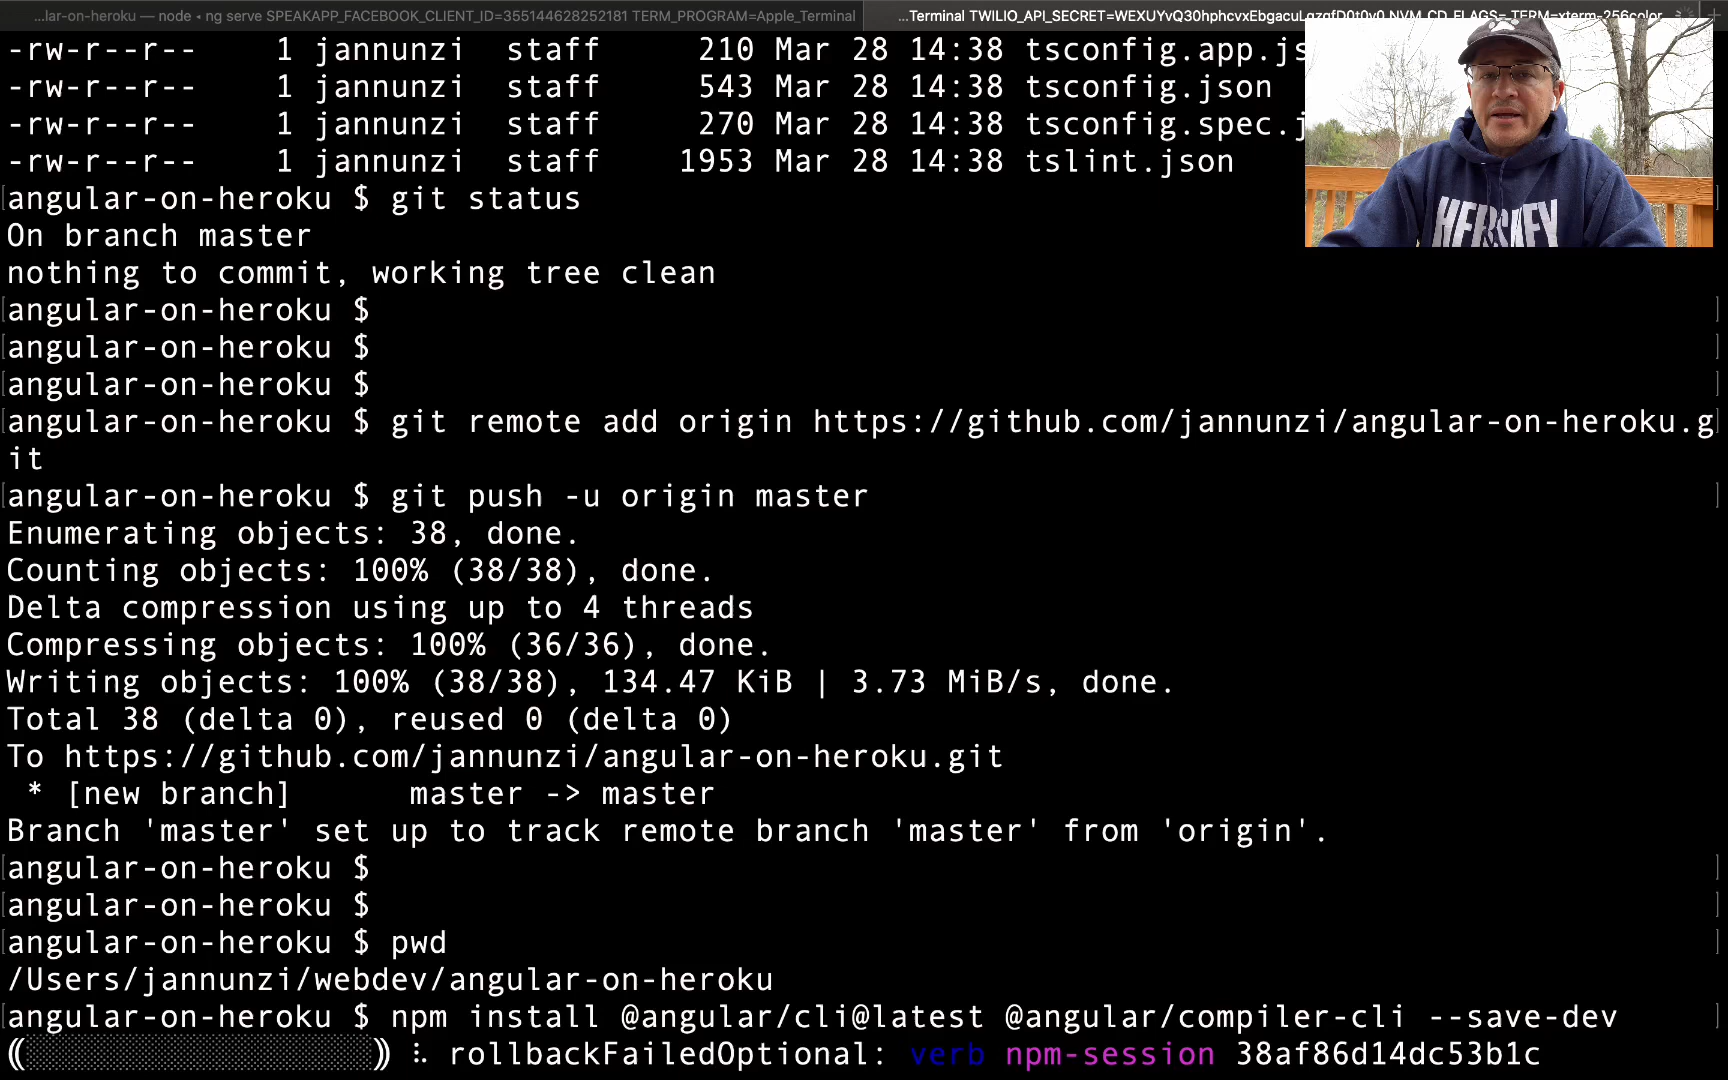 ...lar-on-heroku — node ◂ ng serve SPEAKAPP_FACEBOOK_CLIENT_ID=355144628252181 TERM_PROGRAM=Apple_Terminal
-rw-r--r-- 1 jannunzi staff 210 Mar 28 14:38 tsconfig.app.js
-rw-r--r-- 1 jannunzi staff 543 Mar 28 14:38 tsconfig.json
-rw-r--r-- 1 jannunzi staff 270 Mar 28 14:38 tsconfig.spec.j
-rw-r--r-- 1 jannunzi staff 1953 Mar 28 14:38 tslint.json
angular-on-heroku $ git status
On branch master
nothing to commit, working tree clean
angular-on-heroku $
angular-on-heroku $
angular-on-heroku $
angular-on-heroku $ git remote add origin https://github.com/jannunzi/angular-on-heroku.g
it
angular-on-heroku $ git push -u origin master
Enumerating objects: 38, done.
Counting objects: 100% (38/38), done.
Delta compression using up to 4 threads
Compressing objects: 100% (36/36), done.
Writing objects: 100% (38/38), 134.47 KiB | 3.73 MiB/s, done.
Total 38 (delta 0), reused 0 (delta 0)
To https://github.com/jannunzi/angular-on-heroku.git
* [new branch] master -> master
Branch 'master' set up to track remote branch 'master' from 'origin'.
angular-on-heroku $
angular-on-heroku $
angular-on-heroku $ pwd
/Users/jannunzi/webdev/angular-on-heroku
angular-on-heroku $ npm install @angular/cli@latest @angular/compiler-cli --save-dev
rollbackFailedOptional: verb npm-session 38af86d14dc53b1c